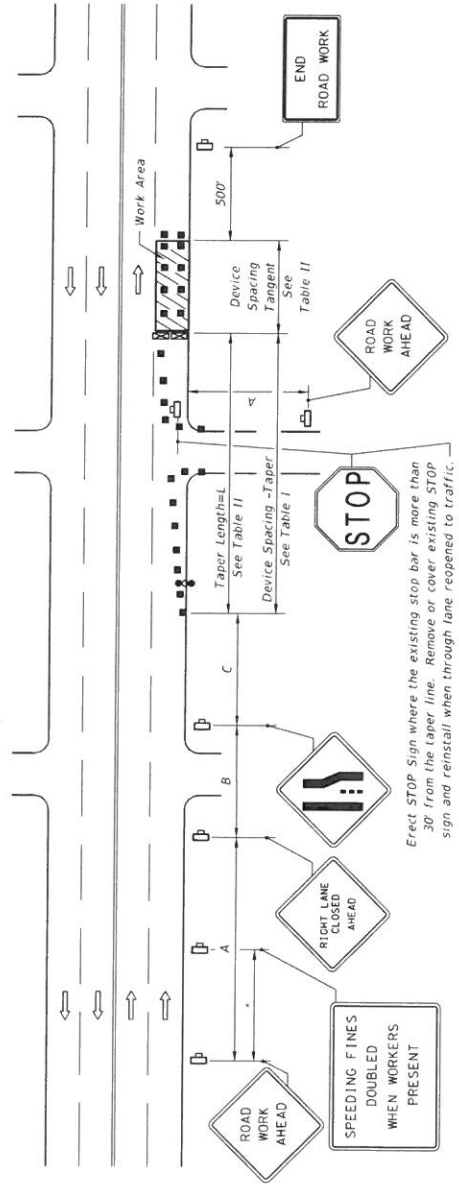 END
ROAD WORK
Work Area
500'
Device
Spacing
Tangent
See
Table II
Taper Length=L
See Table II
Device Spacing -Taper
See Table I
A
ROAD
WORK
AHEAD
STOP
Erect STOP Sign where the existing stop bar is more than
30' from the taper line. Remove or cover existing STOP
sign and reinstall when through lane reopened to traffic.
C
B
A
*
RIGHT LANE
CLOSED
AHEAD
SPEEDING FINES
DOUBLED
WHEN WORKERS
PRESENT
ROAD
WORK
AHEAD